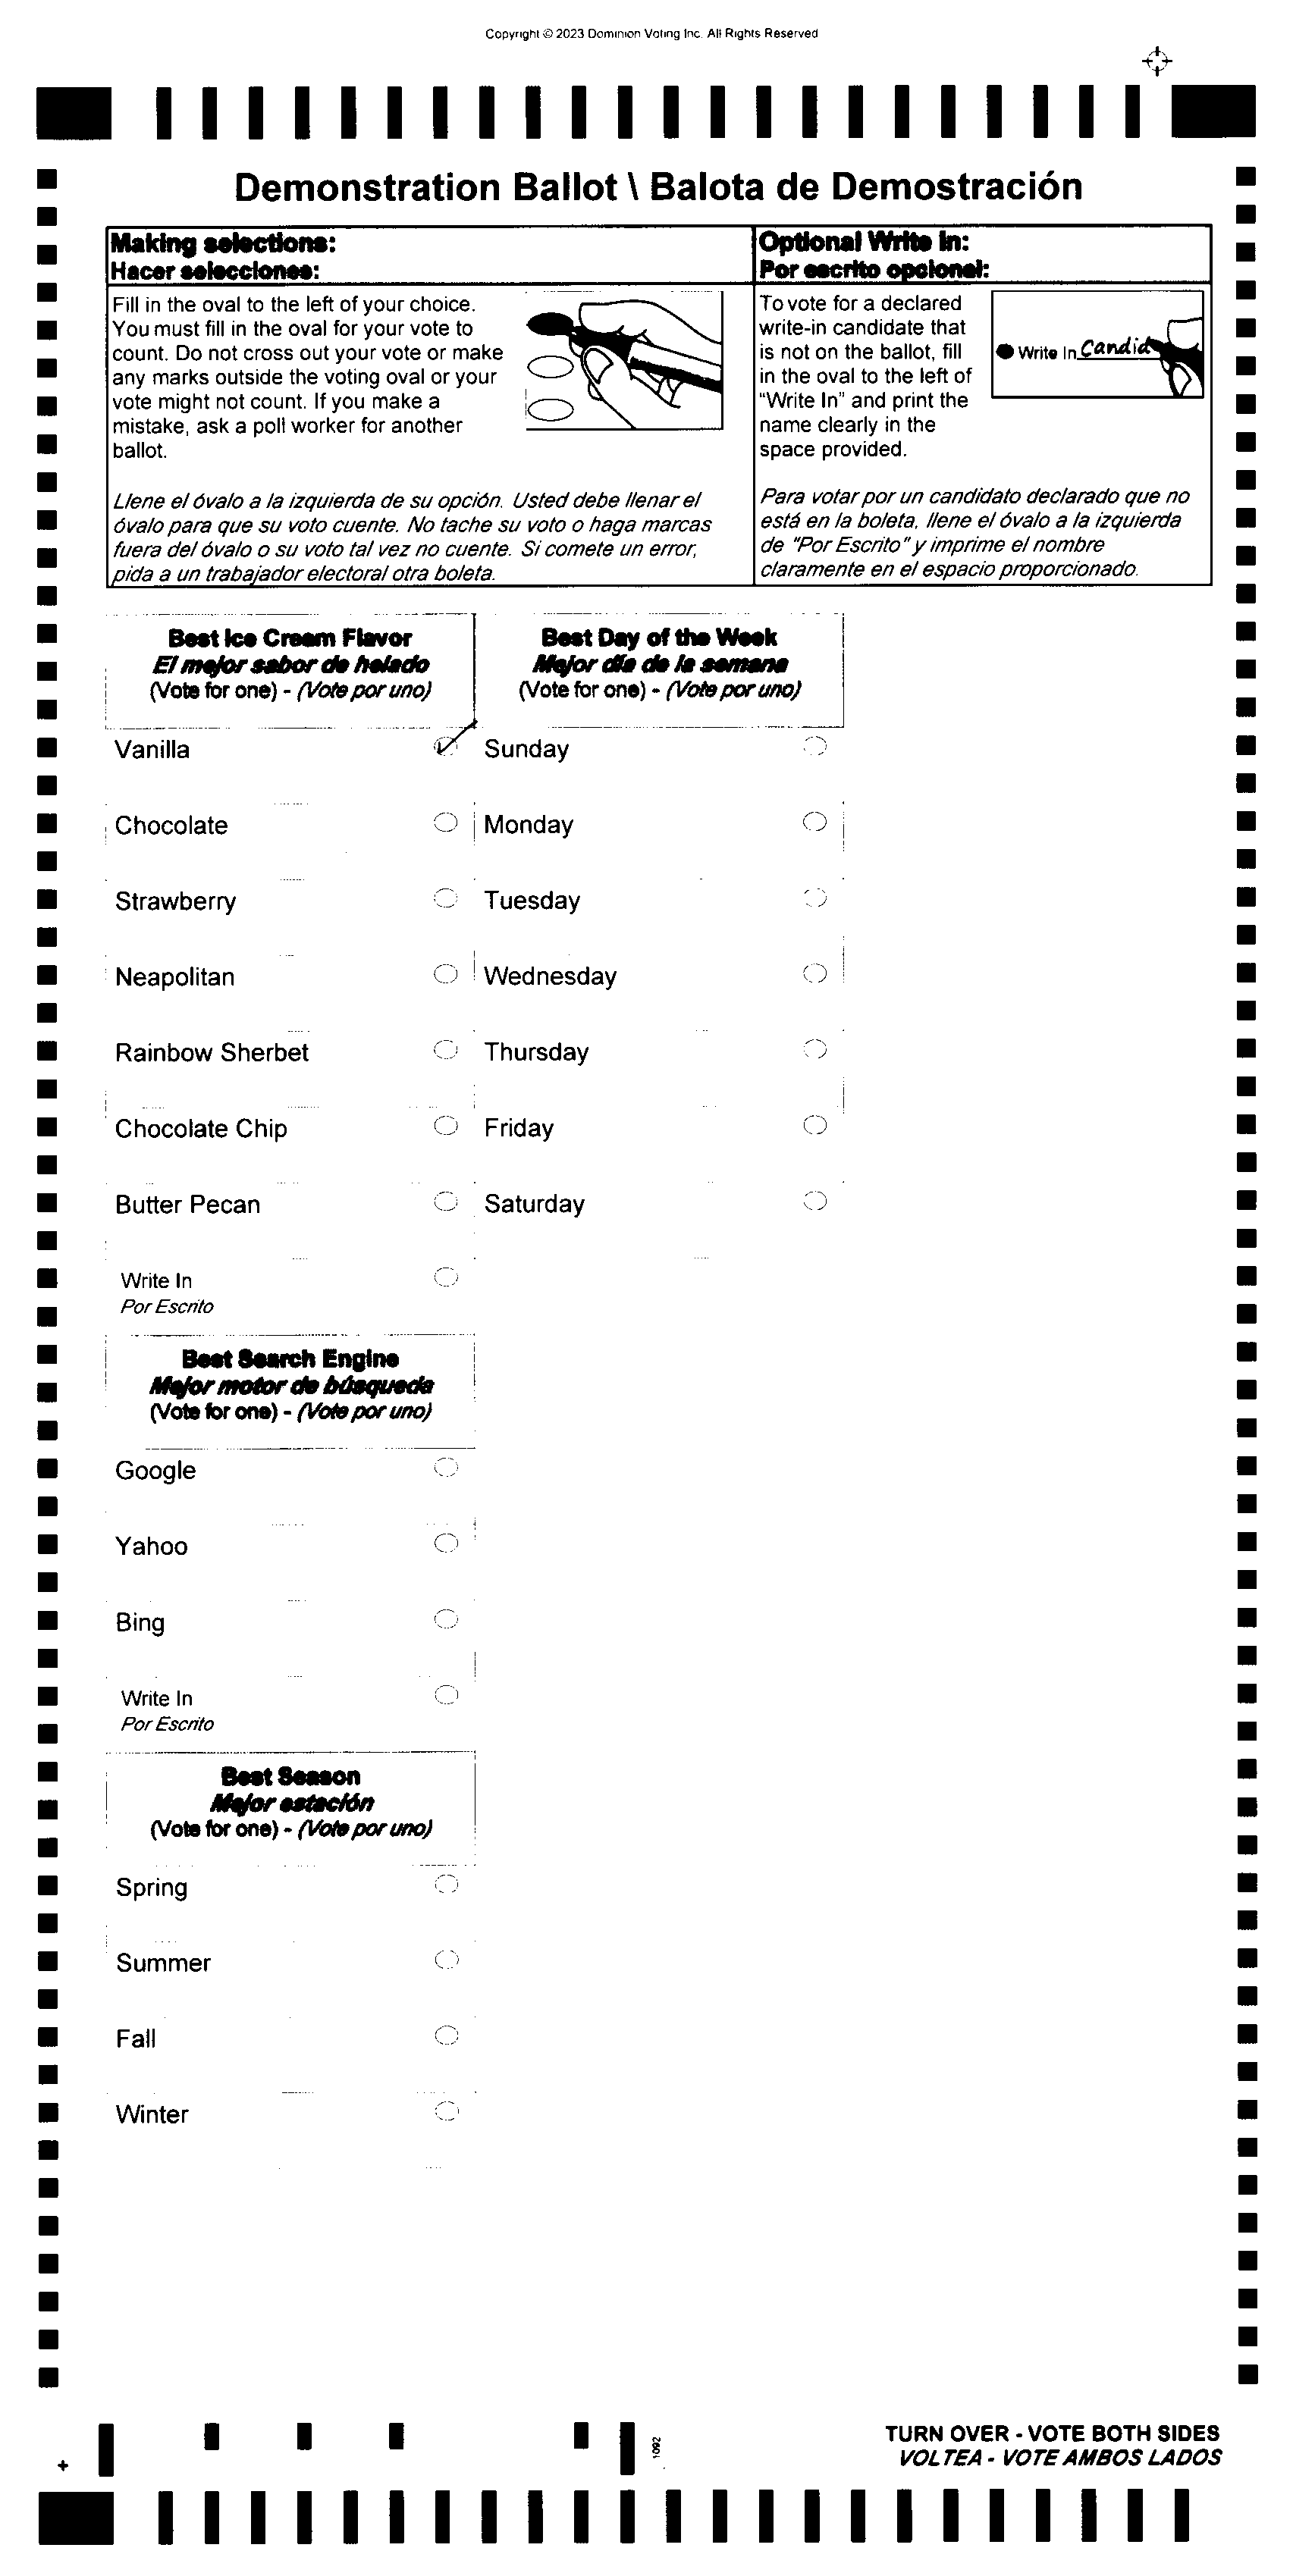 Copyright © 2023 Dominion Voting Inc. All Rights Reserved
Demonstration Ballot \ Balota de Demostración
Making selections:
Hacer selecciones:
Fill in the oval to the left of your choice.
You must fill in the oval for your vote to
count. Do not cross out your vote or make
any marks outside the voting oval or your
vote might not count. If you make a
mistake, ask a poll worker for another
ballot.
Llene el óvalo a la izquierda de su opción. Usted debe llenar el
óvalo para que su voto cuente. No tache su voto o haga marcas
fuera del óvalo o su voto tal vez no cuente. Si comete un error,
pida a un trabajador electoral otra boleta.
Optional Write In:
Por escrito opcional:
To vote for a declared
write-in candidate that
is not on the ballot, fill
in the oval to the left of
"Write In" and print the
name clearly in the
space provided.
Write In Candid
Para votar por un candidato declarado que no
está en la boleta, llene el óvalo a la izquierda
de "Por Escrito" y imprime el nombre
claramente en el espacio proporcionado.
Best Ice Cream Flavor
El mejor sabor de helado
(Vote for one) - (Vote por uno)
Vanilla
Chocolate
Strawberry
Neapolitan
Rainbow Sherbet
Chocolate Chip
Butter Pecan
Write In
Por Escrito
Best Search Engine
Mejor motor de búsqueda
(Vote for one) - (Vote por uno)
Google
Yahoo
Bing
Write In
Por Escrito
Best Season
Mejor estación
(Vote for one) - (Vote por uno)
Spring
Summer
Fall
Winter
Best Day of the Week
Mejor día de la semana
(Vote for one) - (Vote por uno)
Sunday
Monday
Tuesday
Wednesday
Thursday
Friday
Saturday
1092
TURN OVER - VOTE BOTH SIDES
VOLTEA - VOTE AMBOS LADOS